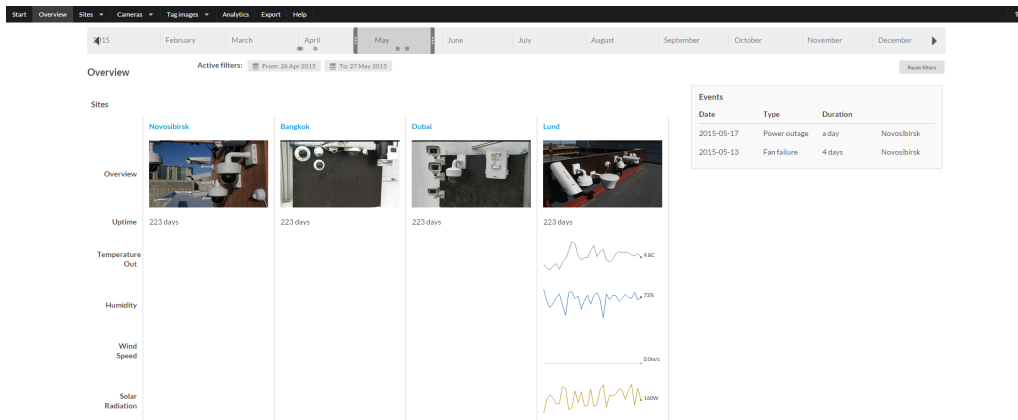 Start Overview Sites Cameras Tag images Analytics Export Help
2015 February March April May June July August September October November December
Overview
Active filters: From: 26 Apr 2015 To: 27 May 2015
Reset filters
Sites
Novosibirsk Bangkok Dubai Lund
Overview
Uptime 223 days 223 days 223 days 223 days
Temperature
Out
9.8C
Humidity
73%
Wind
Speed
0.0m/s
Solar
Radiation
160W
Events
Date Type Duration
2015-05-17 Power outage a day Novosibirsk
2015-05-13 Fan failure 4 days Novosibirsk